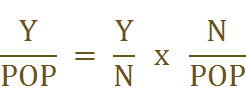 Y/POP = Y/N x N/POP